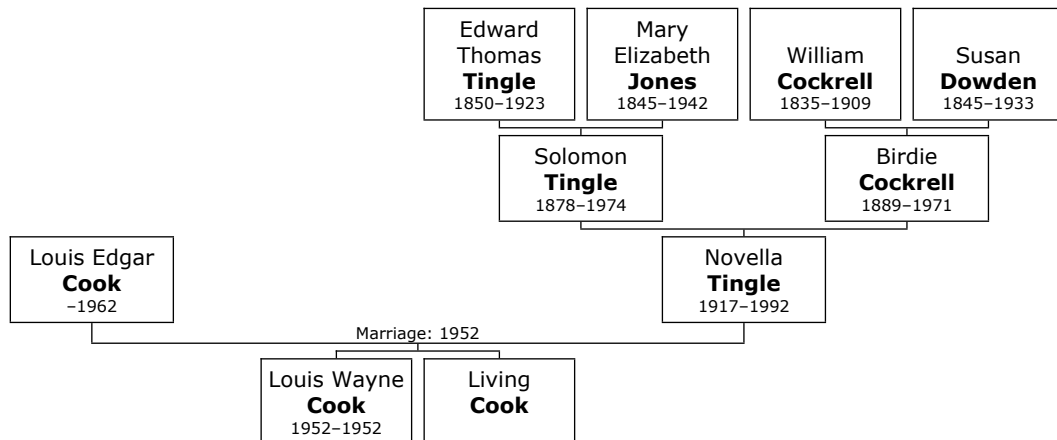 Edward
Thomas
Tingle
1850–1923
Mary
Elizabeth
Jones
1845–1942
William
Cockrell
1835–1909
Susan
Dowden
1845–1933
Solomon
Tingle
1878–1974
Birdie
Cockrell
1889–1971
Louis Edgar
Cook
–1962
Novella
Tingle
1917–1992
Marriage: 1952
Louis Wayne
Cook
1952–1952
Living
Cook